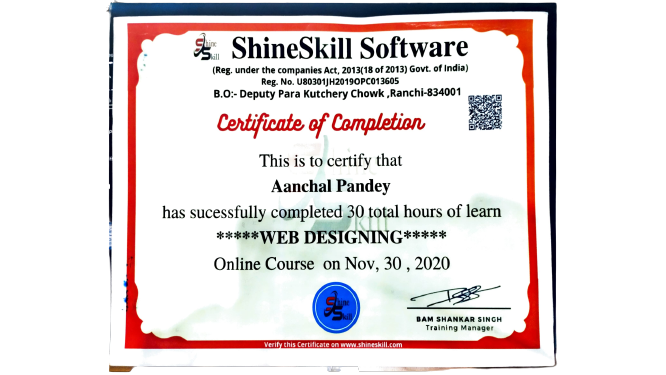 Shine
Skill
ShineSkill Software
(Reg. under the companies Act, 2013(18 of 2013) Govt. of India)
Reg. No. U80301JH2019OPC013605
B.O:- Deputy Para Kutchery Chowk ,Ranchi-834001
Certificate of Completion
This is to certify that
Aanchal Pandey
has sucessfully completed 30 total hours of learn
*****WEB DESIGNING*****
Online Course on Nov, 30 , 2020
Shine
Skill
BAM SHANKAR SINGH
Training Manager
Verify this Certificate on www.shineskill.com